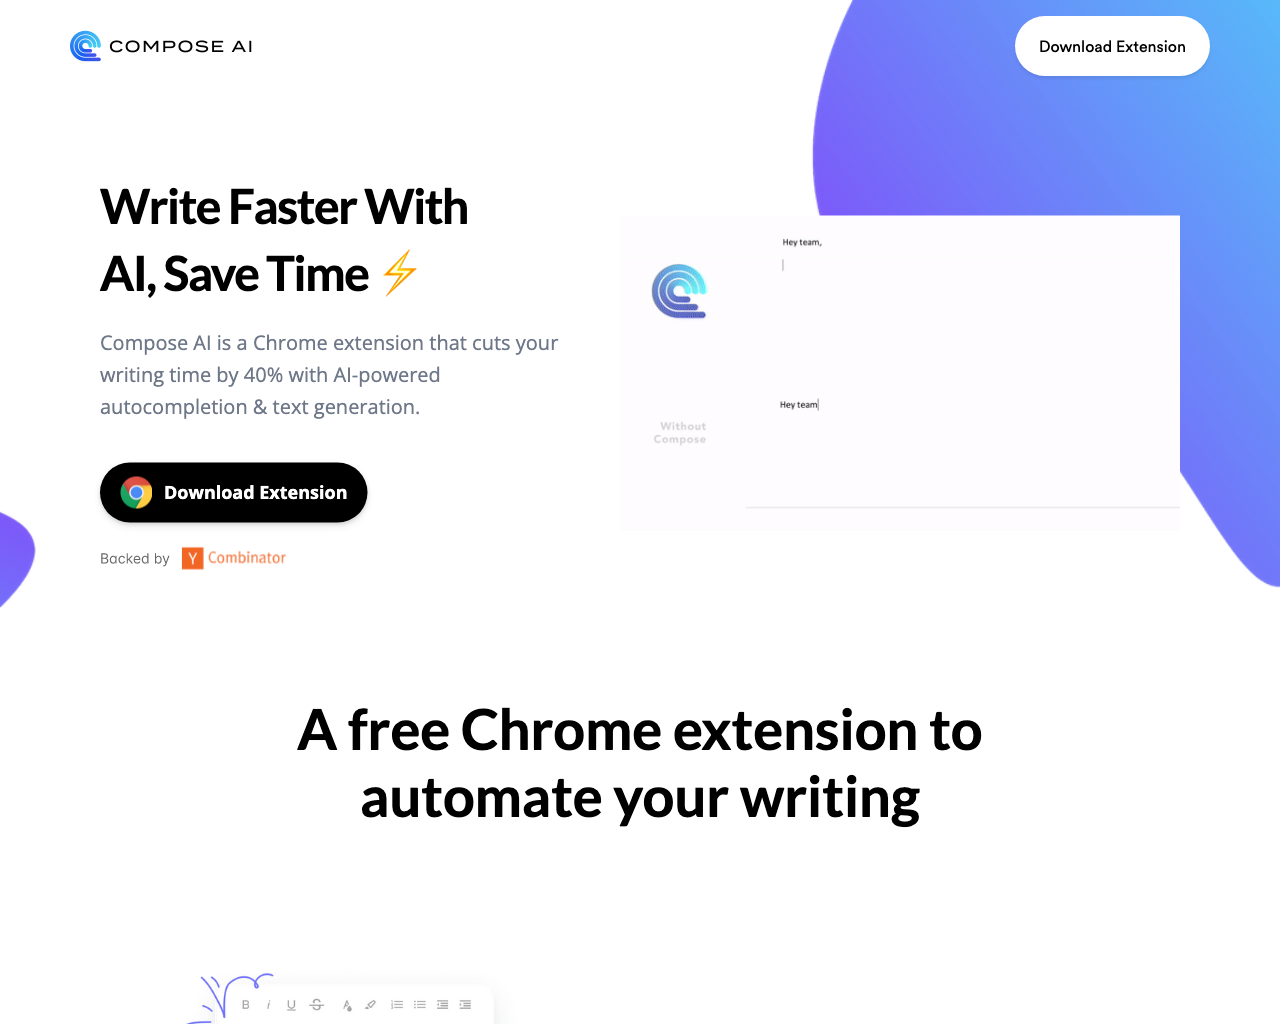 COMPOSE AI
Download Extension
Write Faster With
AI, Save Time ⚡
Compose AI is a Chrome extension that cuts your
writing time by 40% with AI-powered
autocompletion & text generation.
Download Extension
Backed by Y Combinator
Hey team,
Hey team
Without
Compose
A free Chrome extension to
automate your writing
B i U S A